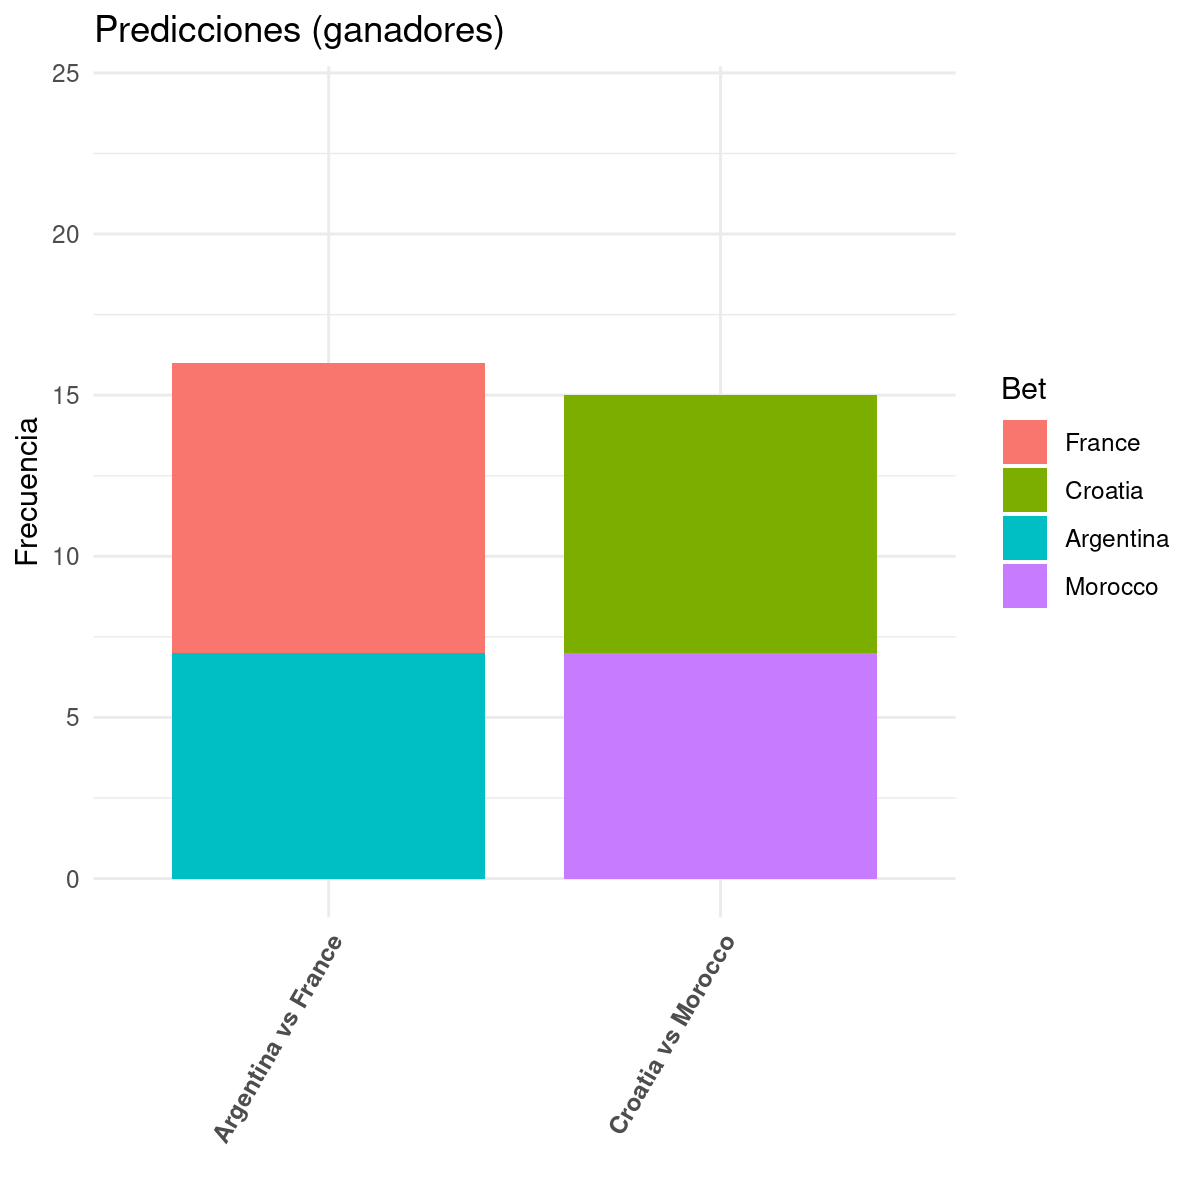 Predicciones (ganadores)
25
20
15
10
5
0
Frecuencia
Argentina vs France
Croatia vs Morocco
Bet
France
Croatia
Argentina
Morocco